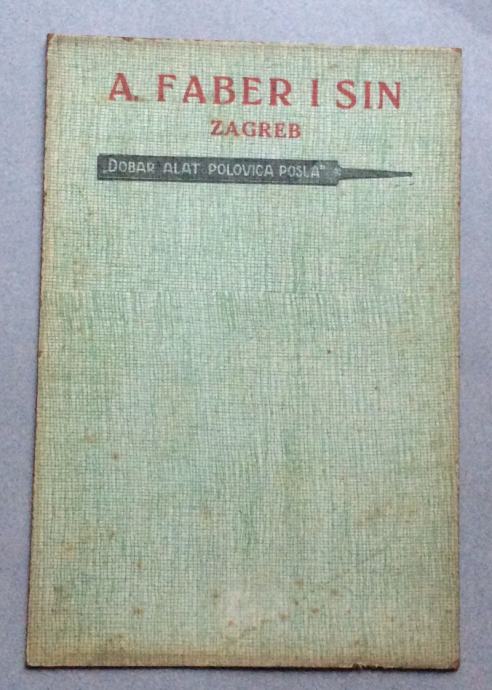 A. FABER I SIN
ZAGREB
„DOBAR ALAT POLOVICA POSLA"